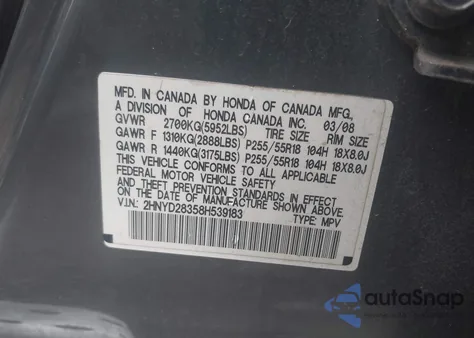 MFD. IN CANADA BY HONDA OF CANADA MFG.,
A DIVISION OF HONDA CANADA INC. 03/08
GVWR 2700KG(5952LBS) TIRE SIZE RIM SIZE
GAWR F 1310KG(2888LBS) P255/55R18 104H 18X8.0J
GAWR R 1440KG(3175LBS) P255/55R18 104H 18X8.0J
THIS VEHICLE CONFORMS TO ALL APPLICABLE
FEDERAL MOTOR VEHICLE SAFETY
STANDARDS IN EFFECT ON THE DATE OF
MANUFACTURE SHOWN ABOVE.
V.I.N.: 2HNYD28358H539183 TYPE: MPV
autoSnap